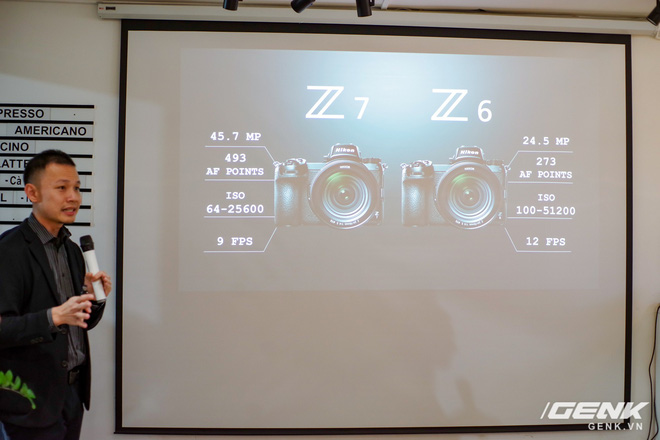 PRESSO
AMERICANO
CINO
LATTE
-Cà
L -
Z 7
Z 6
45.7 MP
493
AF POINTS
ISO
64-25600
9 FPS
Nikon
Nikon
24.5 MP
273
AF POINTS
ISO
100-51200
12 FPS
GENK
GENK.VN